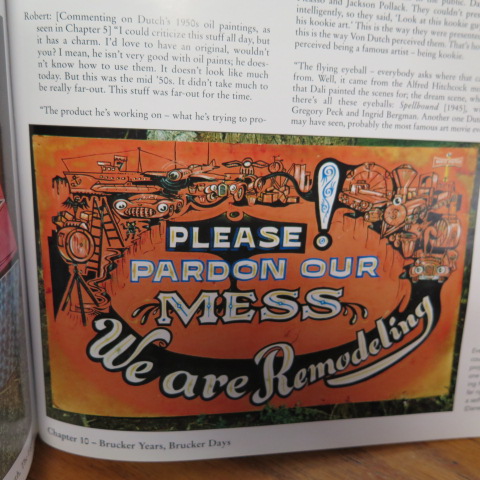 Robert: [Commenting on Dutch's 1950s oil paintings, as
seen in Chapter 5] "I could criticize this stuff all day, but
it has a charm. I'd love to have an original, wouldn't
you? I mean, he isn't very good with oil paints; he does-
n't know how to use them. It doesn't look like much
today. But this was the mid '50s. It didn't take much to
be really far-out. This stuff was far-out for the time.
"The product he's working on – what he's trying to pro-
and Jackson Pollack. They couldn't
intelligently, so they said, 'Look at this kookie
his kookie art.' This is the way they presented
is the way Von Dutch perceived them. That's
perceived being a famous artist – being kookie.
"The flying eyeball – everybody asks where that
from. Well, it came from the Alfred Hitchcock
that Dali painted the scenes for; the dream scene,
there's all these eyeballs: Spellbound [1945],
Gregory Peck and Ingrid Bergman. Another one
may have seen, probably the most famous art movie
PLEASE!
PARDON OUR
MESS
We are Remodeling
Chapter 10 – Brucker Years, Brucker Days